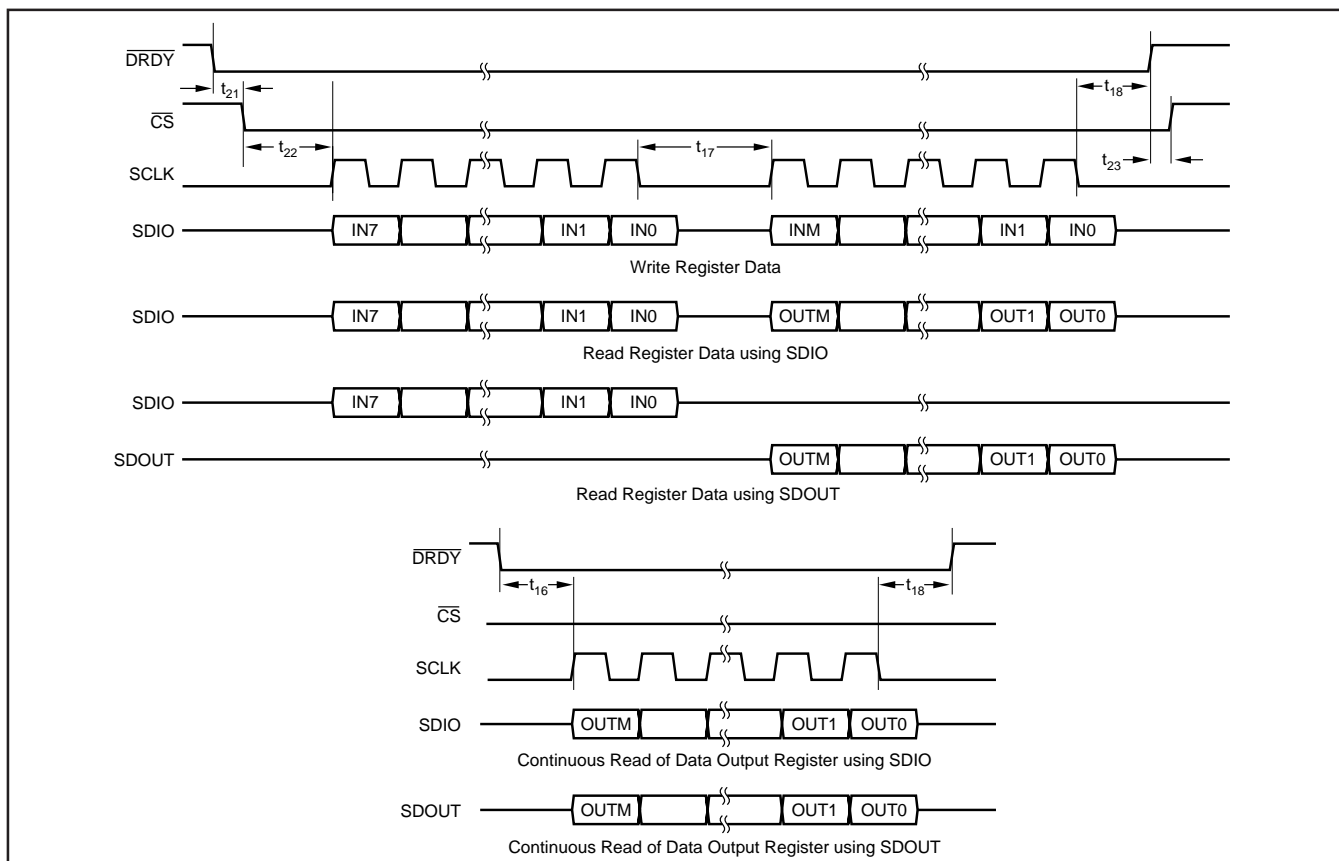 DRDY
t21
t18
CS
t22
t17
t23
SCLK
SDIO IN7 IN1 IN0 INM IN1 IN0
Write Register Data
SDIO IN7 IN1 IN0 OUTM OUT1 OUT0
Read Register Data using SDIO
SDIO IN7 IN1 IN0
SDOUT OUTM OUT1 OUT0
Read Register Data using SDOUT
DRDY
t16
t18
CS
SCLK
SDIO OUTM OUT1 OUT0
Continuous Read of Data Output Register using SDIO
SDOUT OUTM OUT1 OUT0
Continuous Read of Data Output Register using SDOUT